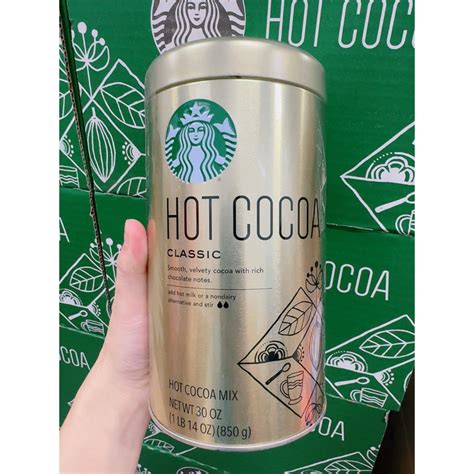 HOT COCO
HOT COCOA
CLASSIC
Smooth, velvety cocoa with rich
chocolate notes.
add hot milk or a nondairy
alternative and stir
HOT COCOA MIX
NET WT 30 OZ
(1 LB 14 OZ) (850 g)
COCOA
COCOA